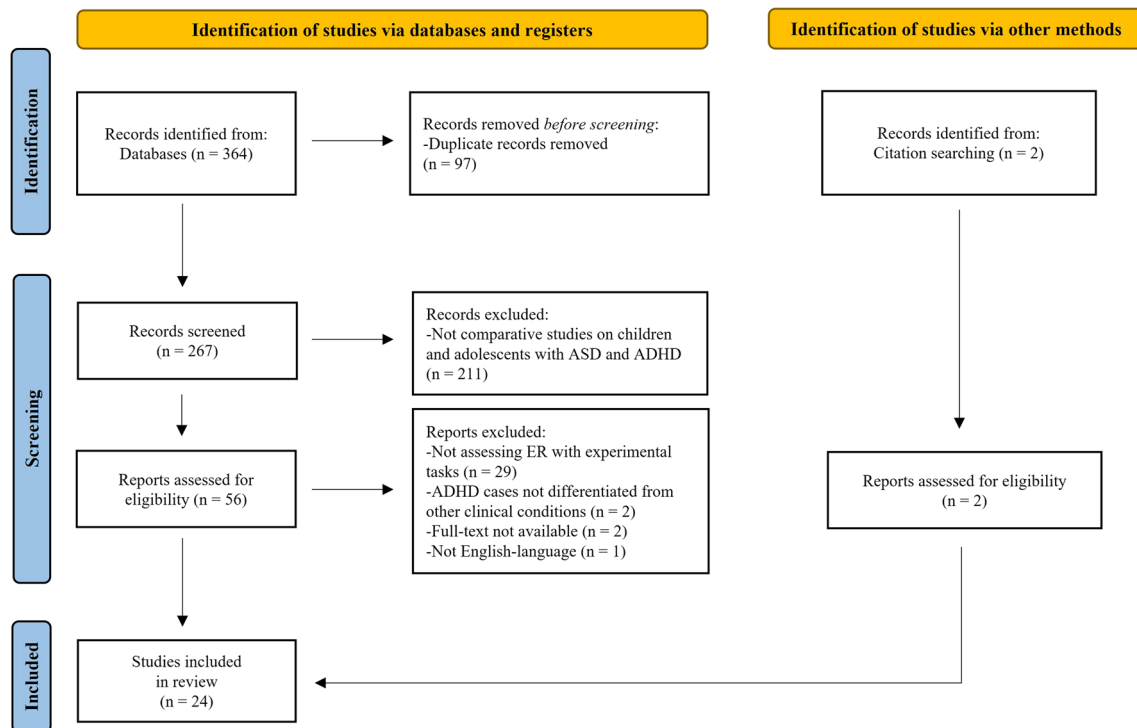 Identification of studies via databases and registers
Identification of studies via other methods
Identification
Records identified from:
Databases (n = 364)
Records removed before screening:
-Duplicate records removed
(n = 97)
Records identified from:
Citation searching (n = 2)
Screening
Records screened
(n = 267)
Records excluded:
-Not comparative studies on children
and adolescents with ASD and ADHD
(n = 211)
Reports assessed for
eligibility (n = 56)
Reports excluded:
-Not assessing ER with experimental
tasks (n = 29)
-ADHD cases not differentiated from
other clinical conditions (n = 2)
-Full-text not available (n = 2)
-Not English-language (n = 1)
Reports assessed for eligibility
(n = 2)
Included
Studies included
in review
(n = 24)